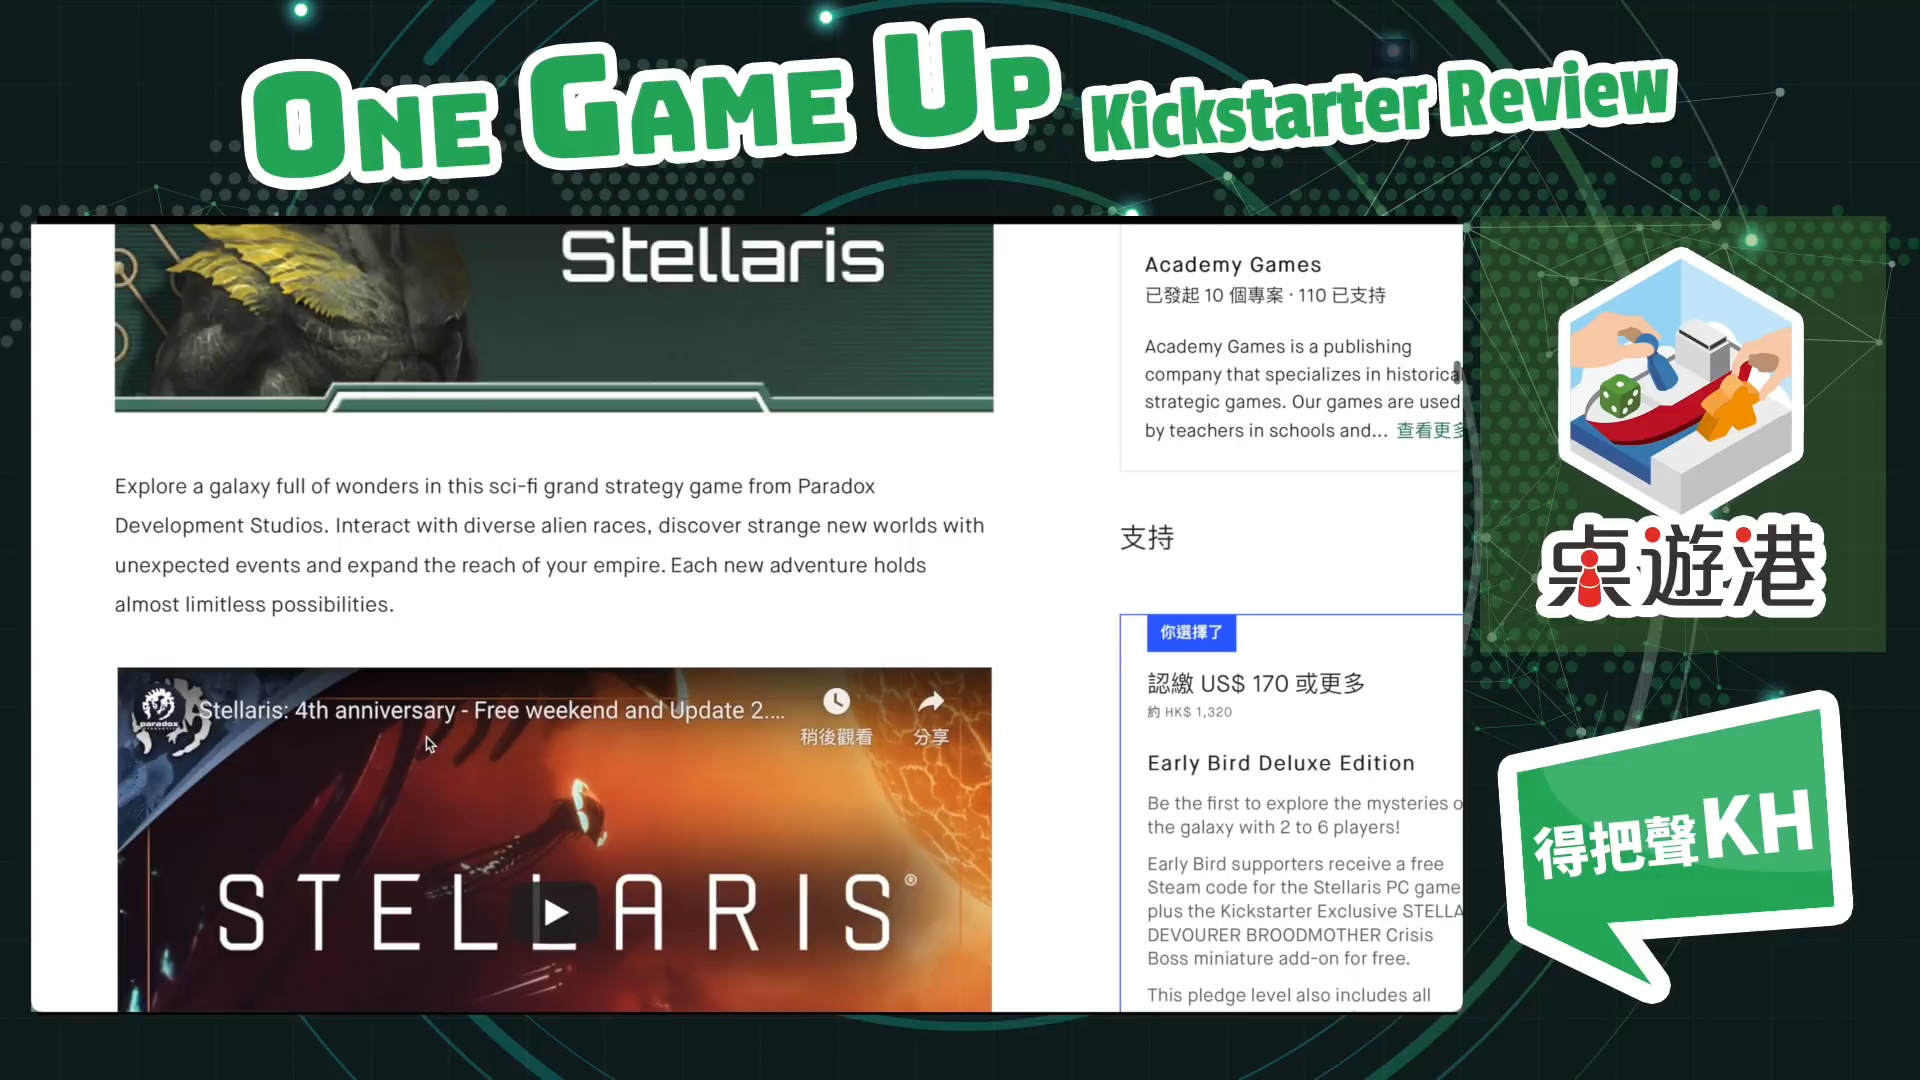 ONE GAME UP Kickstarter Review
Stellaris
Explore a galaxy full of wonders in this sci-fi grand strategy game from Paradox
Development Studios. Interact with diverse alien races, discover strange new worlds with
unexpected events and expand the reach of your empire. Each new adventure holds
almost limitless possibilities.
paradox
Stellaris: 4th anniversary - Free weekend and Update 2....
稍後觀看
分享
STELLARIS®
Academy Games
已發起 10 個專案 · 110 已支持
Academy Games is a publishing
company that specializes in historical
strategic games. Our games are used
by teachers in schools and... 查看更多
支持
你選擇了
認繳 US$ 170 或更多
約 HK$ 1,320
Early Bird Deluxe Edition
Be the first to explore the mysteries o
the galaxy with 2 to 6 players!
Early Bird supporters receive a free
Steam code for the Stellaris PC game
plus the Kickstarter Exclusive STELLA
DEVOURER BROODMOTHER Crisis
Boss miniature add-on for free.
This pledge level also includes all
桌遊港
得把聲KH